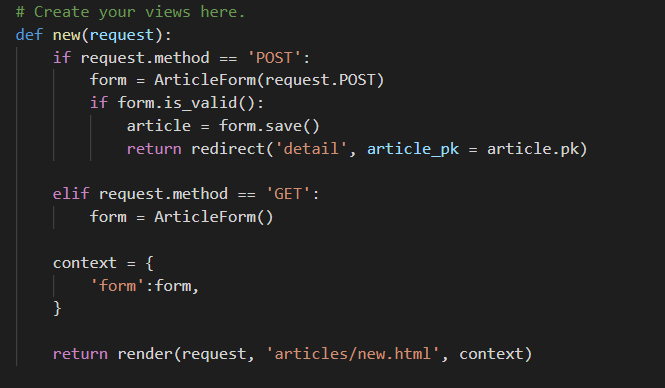 # Create your views here.
def new(request):
    if request.method == 'POST':
        form = ArticleForm(request.POST)
        if form.is_valid():
            article = form.save()
            return redirect('detail', article_pk = article.pk)

    elif request.method == 'GET':
        form = ArticleForm()

    context = {
        'form':form,
    }

    return render(request, 'articles/new.html', context)